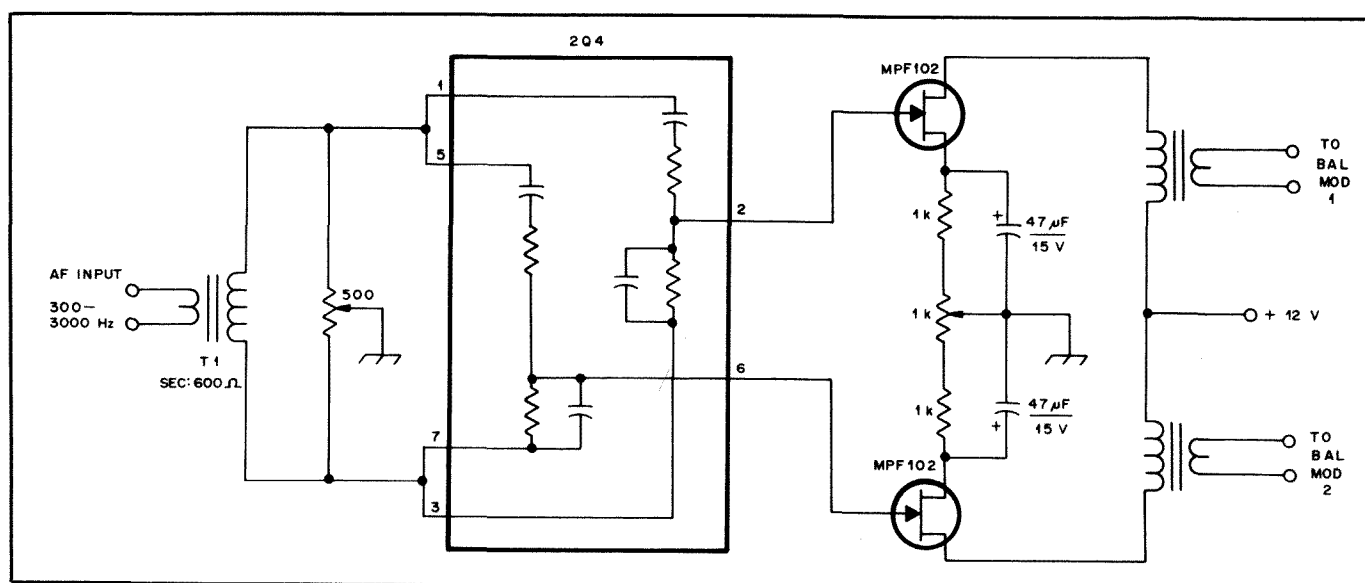 2Q4
MPF102
1
5
2
TO
BAL
MOD
1
1 k
+
47 µF
15 V
AF INPUT
300–
3000 Hz
500
1 k
+ 12 V
T1
SEC: 600 Ω
6
1 k
47 µF
15 V
+
7
3
MPF102
TO
BAL
MOD
2